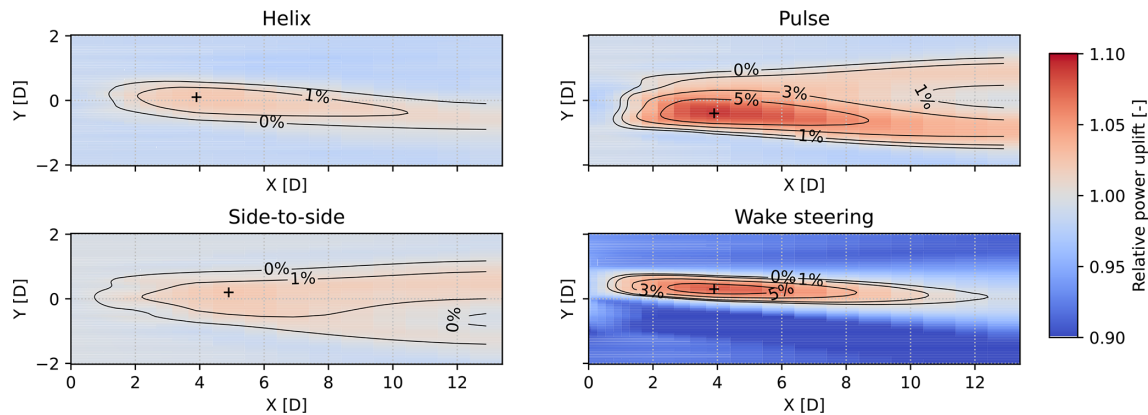 Helix
Pulse
2
0
−2
Y [D]
1%
0%
X [D]
Y [D]
0%
3%
5%
1%
1%
X [D]
Side-to-side
Wake steering
2
0
−2
Y [D]
0%
1%
0%
0 2 4 6 8 10 12
X [D]
Y [D]
0%
1%
3%
5%
0 2 4 6 8 10 12
X [D]
1.10
1.05
1.00
0.95
0.90
Relative power uplift [-]